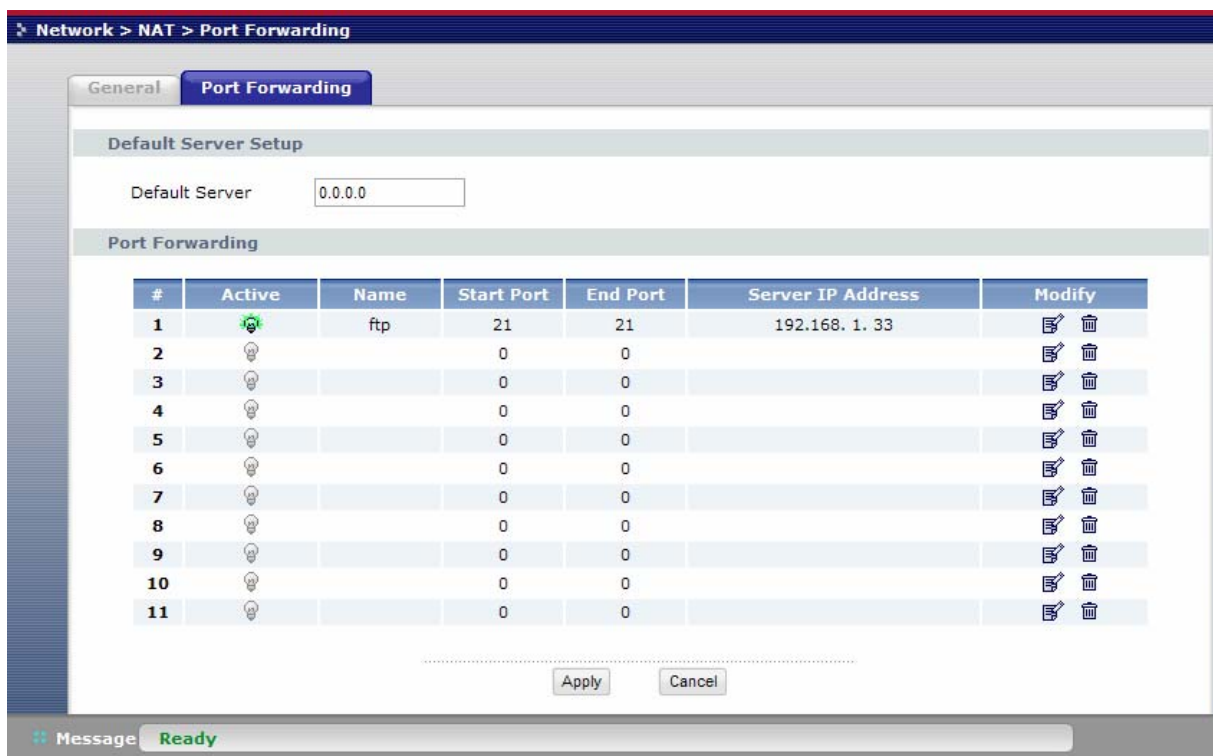 Network > NAT > Port Forwarding
General Port Forwarding
Default Server Setup
Default Server 0.0.0.0
Port Forwarding
# Active Name Start Port End Port Server IP Address Modify
1 ftp 21 21 192.168. 1. 33
2 0 0
3 0 0
4 0 0
5 0 0
6 0 0
7 0 0
8 0 0
9 0 0
10 0 0
11 0 0
Apply Cancel
Message Ready